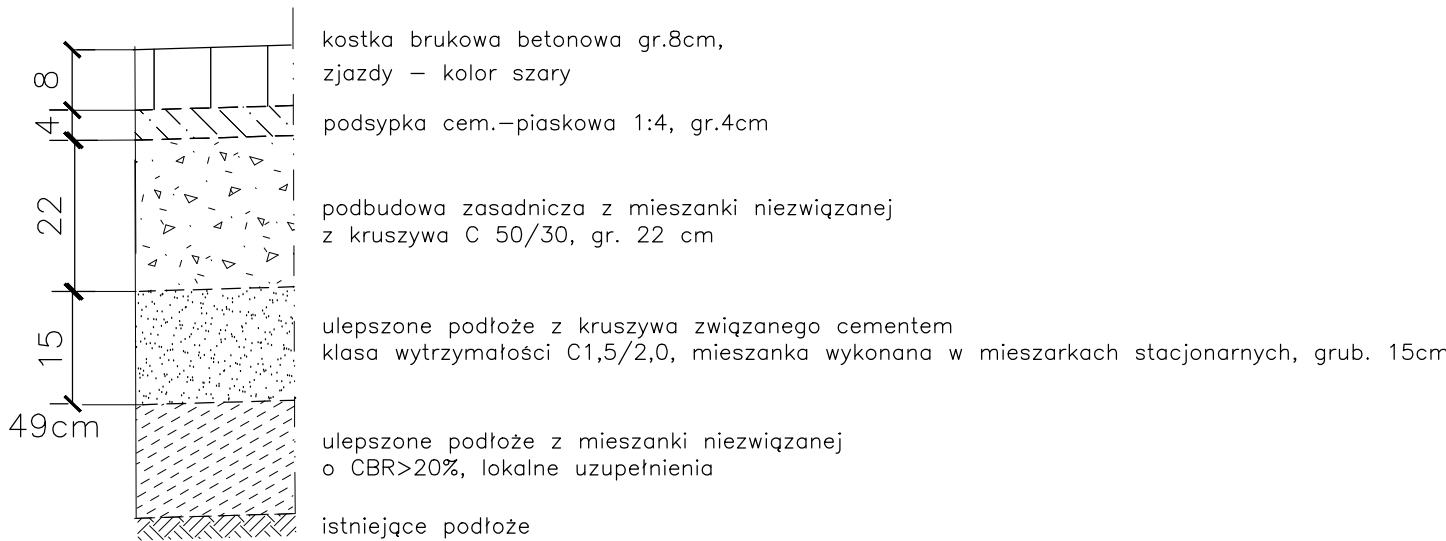 kostka brukowa betonowa gr.8cm,
zjazdy – kolor szary
8
4
podsypka cem.–piaskowa 1:4, gr.4cm
22
podbudowa zasadnicza z mieszanki niezwiązanej
z kruszywa C 50/30, gr. 22 cm
15
ulepszone podłoże z kruszywa związanego cementem
klasa wytrzymałości C1,5/2,0, mieszanka wykonana w mieszarkach stacjonarnych, grub. 15cm
49cm
ulepszone podłoże z mieszanki niezwiązanej
o CBR>20%, lokalne uzupełnienia
istniejące podłoże